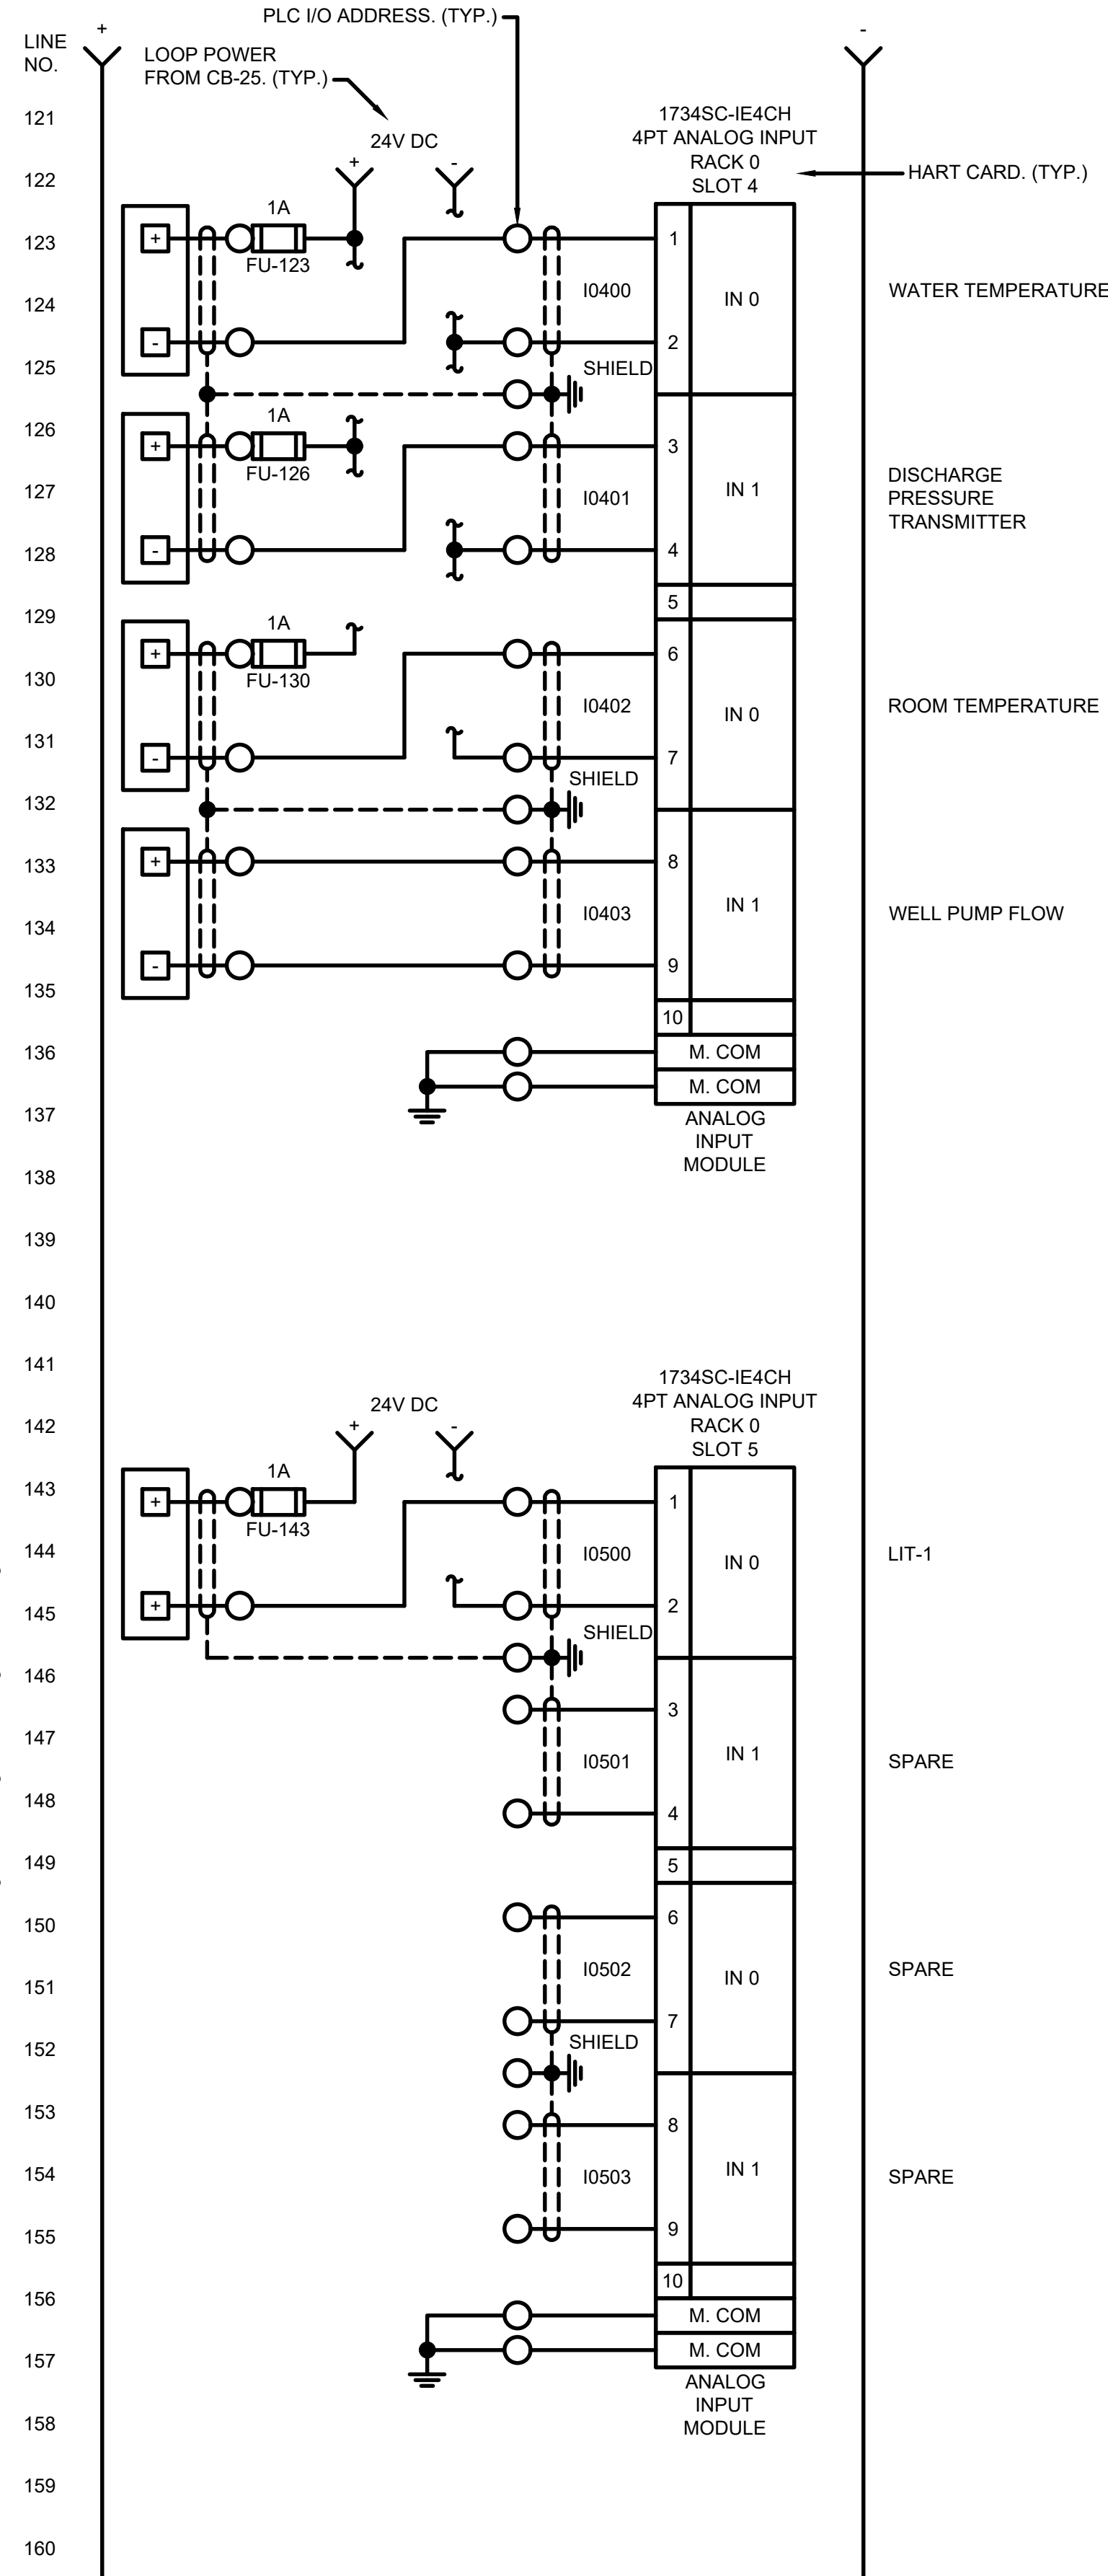 PLC I/O ADDRESS. (TYP.)
+
-
LINE
NO.
LOOP POWER
FROM CB-25. (TYP.)
121
1734SC-IE4CH
4PT ANALOG INPUT
RACK 0
SLOT 4
24V DC
+
-
122
HART CARD. (TYP.)
1A
+
FU-123
1
123
I0400
IN 0
WATER TEMPERATURE
124
-
2
125
SHIELD
1A
126
+
FU-126
3
I0401
IN 1
DISCHARGE
PRESSURE
TRANSMITTER
127
-
4
128
5
129
1A
+
FU-130
6
130
I0402
IN 0
ROOM TEMPERATURE
131
-
7
SHIELD
132
+
8
133
I0403
IN 1
WELL PUMP FLOW
134
-
9
135
10
136
M. COM
M. COM
137
ANALOG
INPUT
MODULE
138
139
140
141
1734SC-IE4CH
4PT ANALOG INPUT
RACK 0
SLOT 5
24V DC
+
-
142
1A
143
+
FU-143
1
144
I0500
IN 0
LIT-1
+
2
145
SHIELD
146
3
147
I0501
IN 1
SPARE
148
4
149
5
150
6
I0502
IN 0
SPARE
151
7
152
SHIELD
153
8
154
I0503
IN 1
SPARE
155
9
156
10
M. COM
157
M. COM
ANALOG
INPUT
MODULE
158
159
160